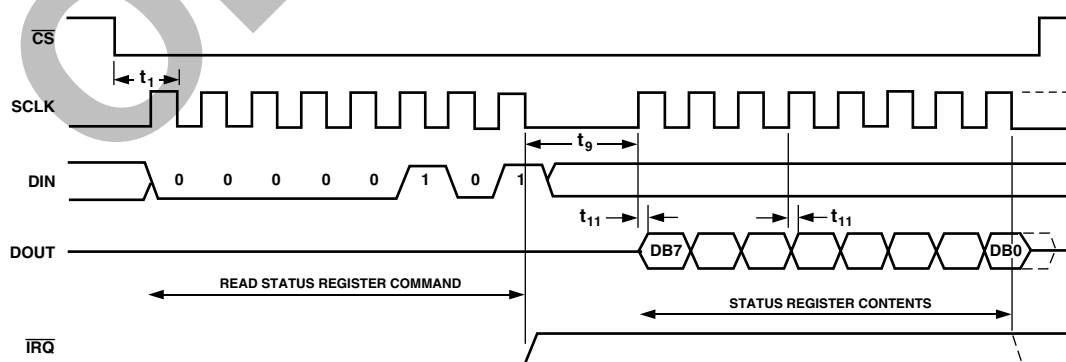 CS
t1
SCLK
t9
DIN 0 0 0 0 0 1 0 1
t11 t11
DOUT DB7 DB0
READ STATUS REGISTER COMMAND
STATUS REGISTER CONTENTS
IRQ